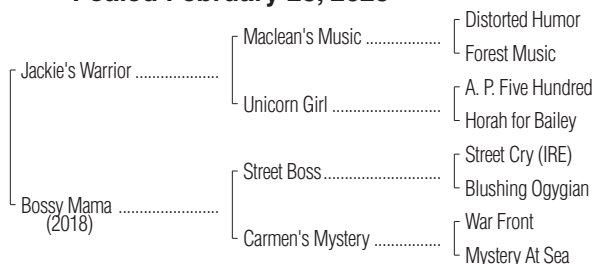 Foaled February
Distorted Humor
Maclean's Music ..................
Forest Music
Jackie's Warrior ....................
A. P. Five Hundred
Unicorn Girl ..........................
Horah for Bailey
Street Cry (IRE)
Street Boss............................
Blushing Ogygian
Bossy Mama ........................
(2018)
War Front
Carmen's Mystery ................
Mystery At Sea